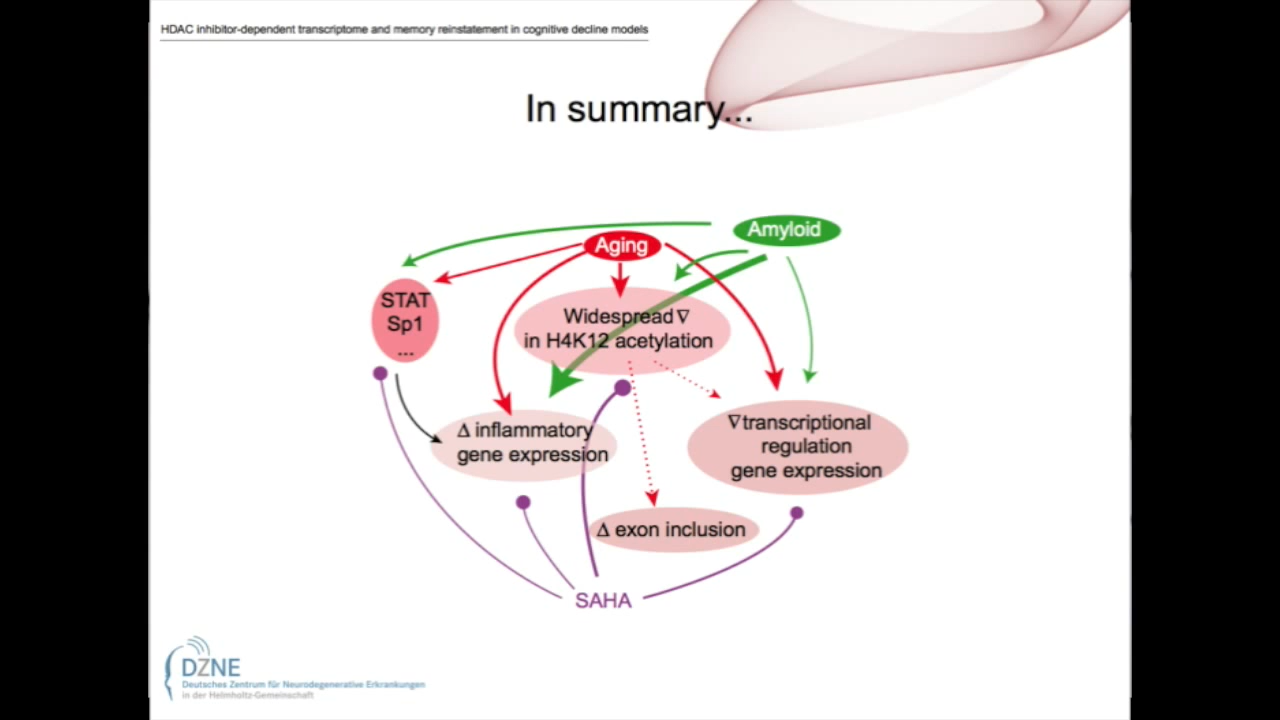 HDAC inhibitor-dependent transcriptome and memory reinstatement in cognitive decline models
In summary...
Amyloid
Aging
STAT
Sp1
...
Widespread ∇
in H4K12 acetylation
Δ inflammatory
gene expression
∇ transcriptional
regulation
gene expression
Δ exon inclusion
SAHA
DZNE
Deutsches Zentrum für Neurodegenerative Erkrankungen
in der Helmholtz-Gemeinschaft